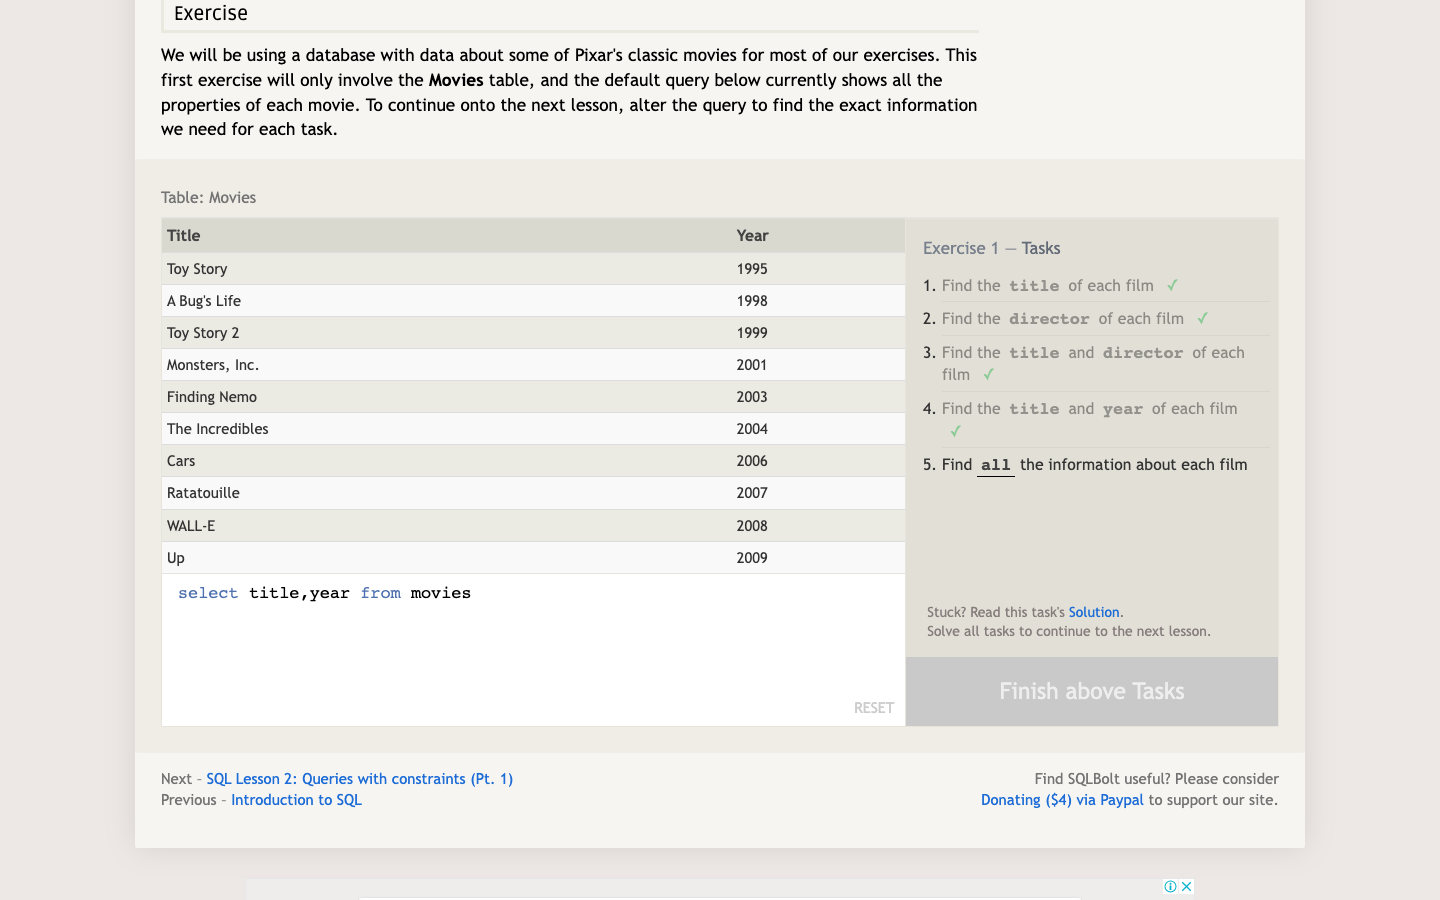 Exercise
We will be using a database with data about some of Pixar's classic movies for most of our exercises. This
first exercise will only involve the Movies table, and the default query below currently shows all the
properties of each movie. To continue onto the next lesson, alter the query to find the exact information
we need for each task.
Table: Movies
Title Year
Toy Story 1995
A Bug's Life 1998
Toy Story 2 1999
Monsters, Inc. 2001
Finding Nemo 2003
The Incredibles 2004
Cars 2006
Ratatouille 2007
WALL-E 2008
Up 2009
select title,year from movies
RESET
Exercise 1 — Tasks
1. Find the title of each film ✓
2. Find the director of each film ✓
3. Find the title and director of each
film ✓
4. Find the title and year of each film
✓
5. Find all the information about each film
Stuck? Read this task's Solution.
Solve all tasks to continue to the next lesson.
Finish above Tasks
Next – SQL Lesson 2: Queries with constraints (Pt. 1)
Previous – Introduction to SQL
Find SQLBolt useful? Please consider
Donating ($4) via Paypal to support our site.